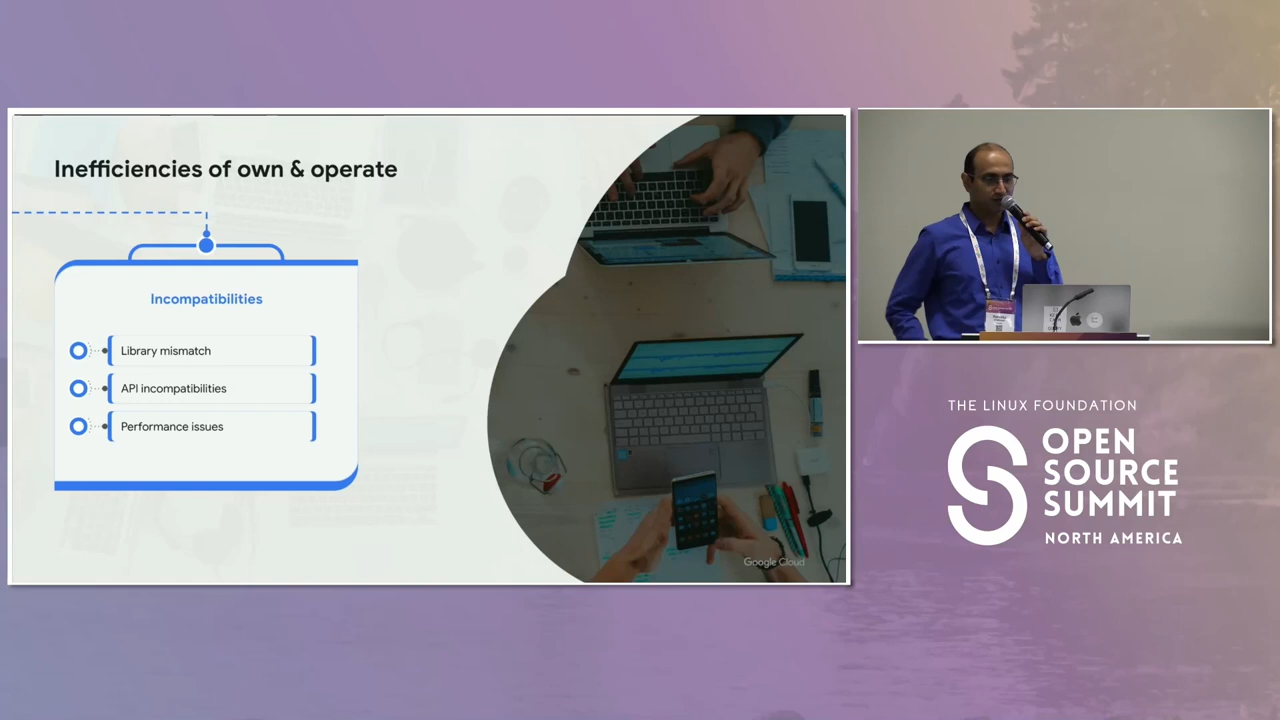 Inefficiencies of own & operate
Incompatibilities
Library mismatch
API incompatibilities
Performance issues
Google Cloud
THE LINUX FOUNDATION
OPEN
SOURCE
SUMMIT
NORTH AMERICA